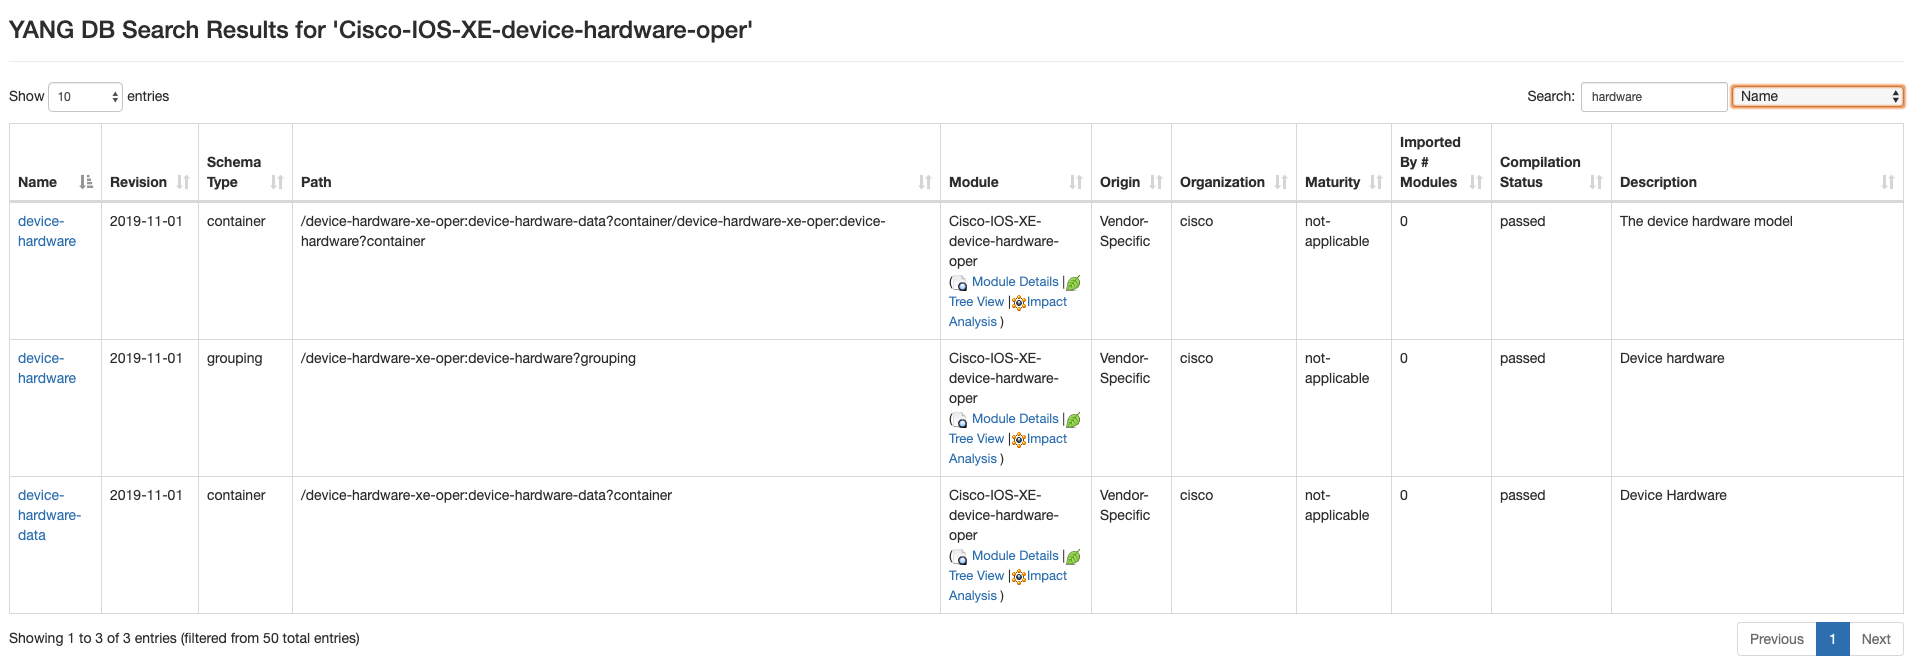 YANG DB Search Results for 'Cisco-IOS-XE-device-hardware-oper'
Show 10 entries
Search: hardware Name
Name Revision Schema Type Path Module Origin Organization Maturity Imported By # Modules Compilation Status Description
device-hardware 2019-11-01 container /device-hardware-xe-oper:device-hardware-data?container/device-hardware-xe-oper:device-hardware?container Cisco-IOS-XE-device-hardware-oper ( Module Details | Tree View | Impact Analysis ) Vendor-Specific cisco not-applicable 0 passed The device hardware model
device-hardware 2019-11-01 grouping /device-hardware-xe-oper:device-hardware?grouping Cisco-IOS-XE-device-hardware-oper ( Module Details | Tree View | Impact Analysis ) Vendor-Specific cisco not-applicable 0 passed Device hardware
device-hardware-data 2019-11-01 container /device-hardware-xe-oper:device-hardware-data?container Cisco-IOS-XE-device-hardware-oper ( Module Details | Tree View | Impact Analysis ) Vendor-Specific cisco not-applicable 0 passed Device Hardware
Showing 1 to 3 of 3 entries (filtered from 50 total entries)
Previous 1 Next